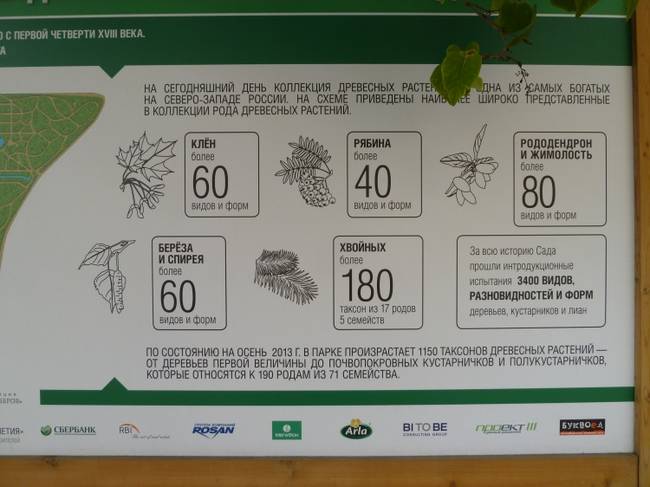 О С ПЕРВОЙ ЧЕТВЕРТИ XVIII ВЕКА.
НА СЕГОДНЯШНИЙ ДЕНЬ КОЛЛЕКЦИЯ ДРЕВЕСНЫХ ОДНА ИЗ САМЫХ БОГАТЫХ
НА СЕВЕРО-ЗАПАДЕ РОССИИ. НА СХЕМЕ ПРИВЕДЕНЫ ШИРОКО ПРЕДСТАВЛЕННЫЕ
В КОЛЛЕКЦИИ РОДА ДРЕВЕСНЫХ РАСТЕНИЙ.
КЛЁН
более
60
видов и форм
РЯБИНА
более
40
видов и форм
РОДОДЕНДРОН
И ЖИМОЛОСТЬ
более
80
видов и форм
БЕРЁЗА
И СПИРЕЯ
более
60
видов и форм
ХВОЙНЫХ
более
180
таксон из 17 родов
5 семейств
За всю историю Сада
прошли интродукционные
испытания 3400 ВИДОВ,
РАЗНОВИДНОСТЕЙ И ФОРМ
деревьев, кустарников и лиан
ПО СОСТОЯНИЮ НА ОСЕНЬ 2013 Г. В ПАРКЕ ПРОИЗРАСТАЕТ 1150 ТАКСОНОВ ДРЕВЕСНЫХ РАСТЕНИЙ —
ОТ ДЕРЕВЬЕВ ПЕРВОЙ ВЕЛИЧИНЫ ДО ПОЧВОПОКРОВНЫХ КУСТАРНИЧКОВ И ПОЛУКУСТАРНИЧКОВ,
КОТОРЫЕ ОТНОСЯТСЯ К 190 РОДАМ ИЗ 71 СЕМЕЙСТВА.
СБЕРБАНК
RBI
ROSAN
Arla
BI TO BE
CONSULTING GROUP
проект III
БУКВОЕД